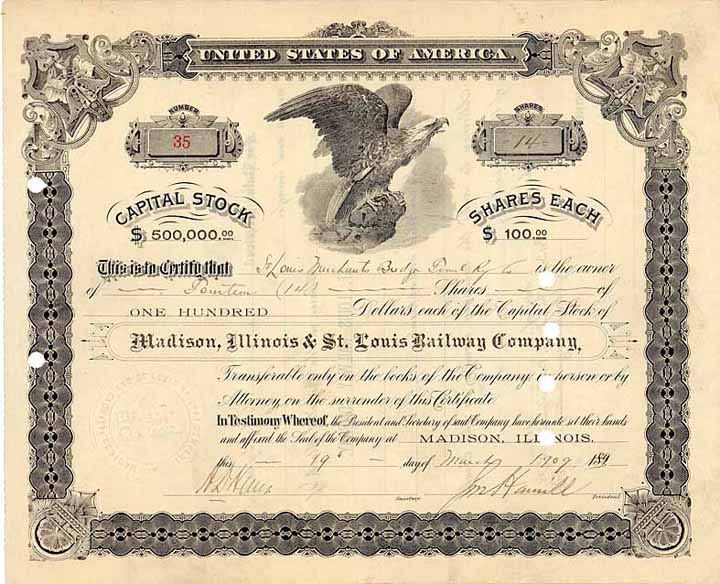 UNITED STATES OF AMERICA.
NUMBER
35
SHARES
14
CAPITAL STOCK
$ 500,000.00
SHARES EACH
$ 100.00
This is to Certify that St Louis Merchants Bridge Term'l Ry Co is the owner
of Fourteen (14) Shares of
ONE HUNDRED Dollars each of the Capital Stock of
Madison, Illinois & St. Louis Railway Company,
Transferable only on the books of the Company, in person or by
Attorney, on the surrender of this Certificate.
In Testimony Whereof, the President and Secretary of said Company have hereunto set their hands
and affixed the Seal of the Company at MADISON, ILLINOIS.
this 19 day of March 1909 189
Secretary
President